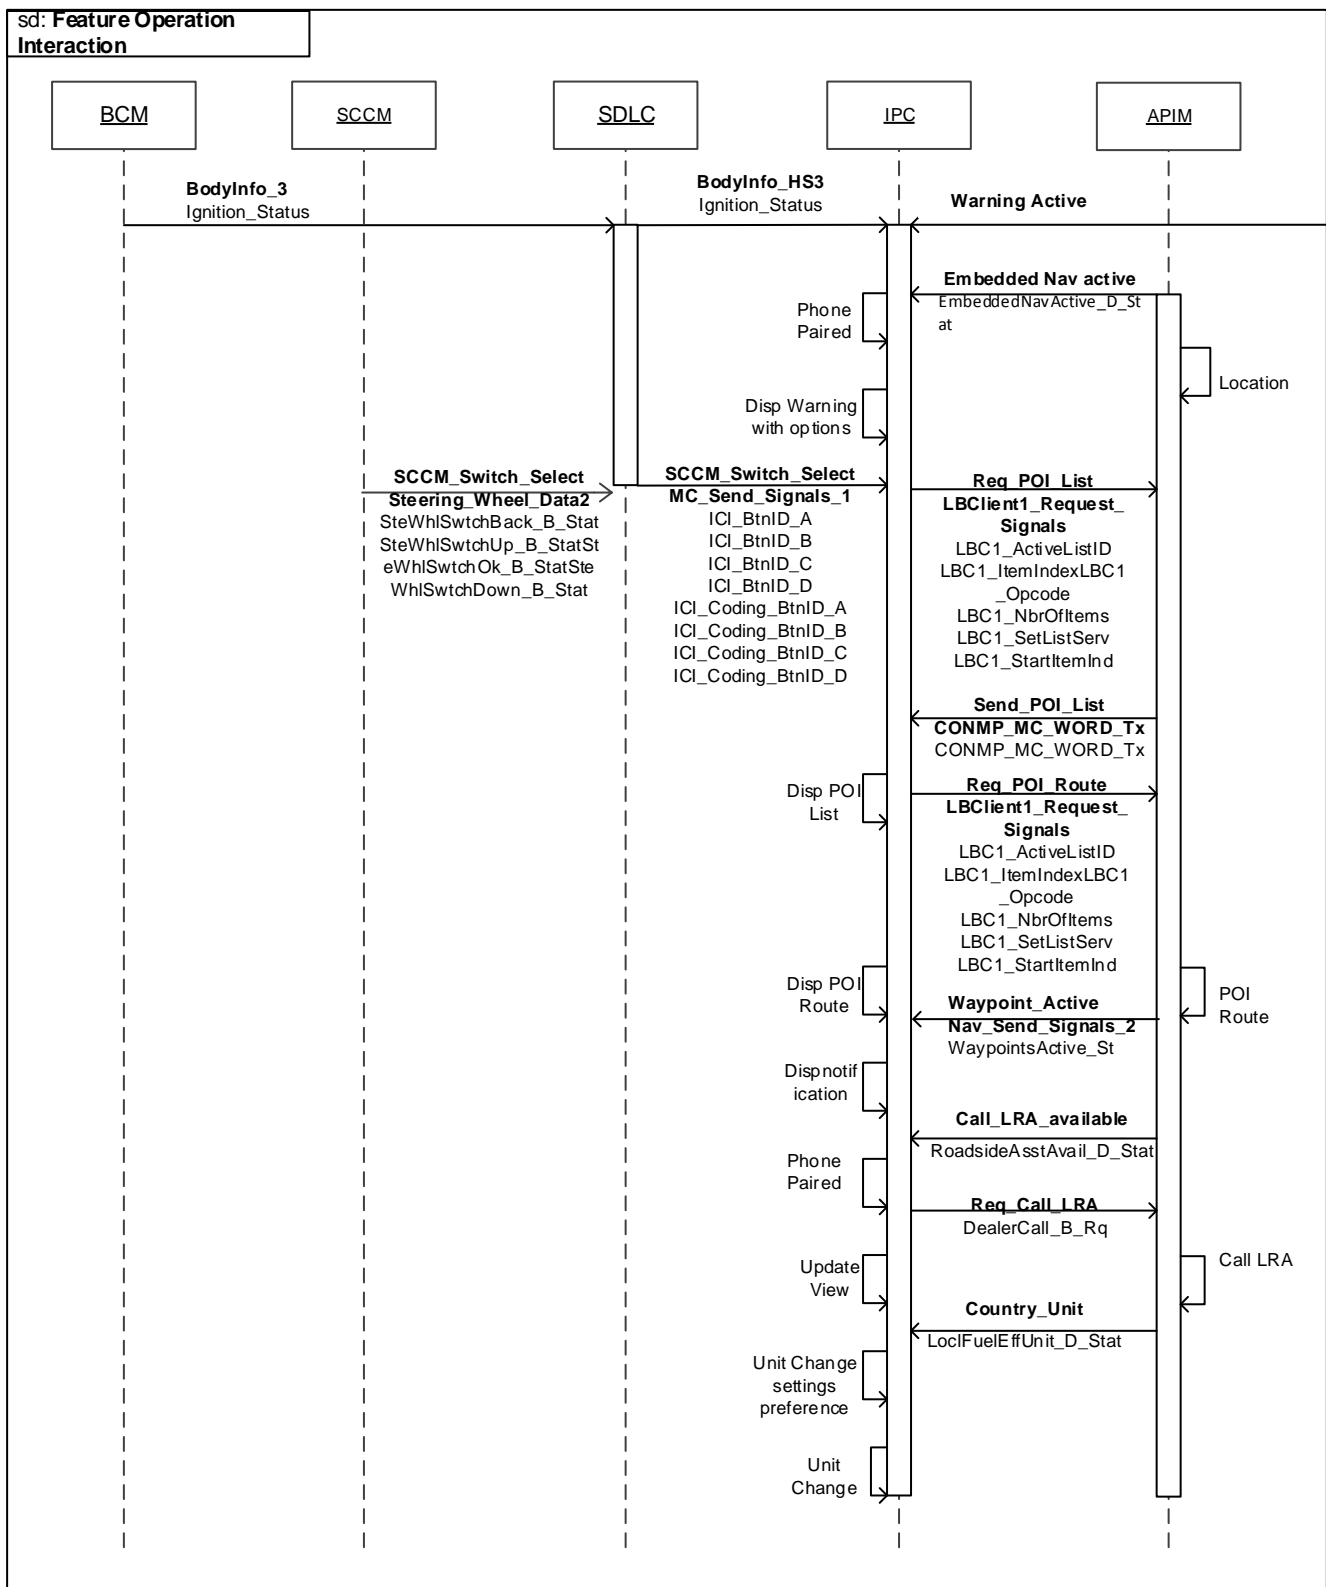 sd: Feature Operation
Interaction
BCM
SCCM
SDLC
IPC
APIM
BodyInfo_3
Ignition_Status
BodyInfo_HS3
Ignition_Status
Warning Active
Embedded Nav active
EmbeddedNavActive_D_St
at
Phone
Paired
Location
Disp Warning
with options
SCCM_Switch_Select
Steering_Wheel_Data2
SteWhlSwtchBack_B_Stat
SteWhlSwtchUp_B_StatSt
eWhlSwtchOk_B_StatSte
WhlSwtchDown_B_Stat
SCCM_Switch_Select
MC_Send_Signals_1
ICI_BtnID_A
ICI_BtnID_B
ICI_BtnID_C
ICI_BtnID_D
ICI_Coding_BtnID_A
ICI_Coding_BtnID_B
ICI_Coding_BtnID_C
ICI_Coding_BtnID_D
Req_POI_List
LBClient1_Request_
Signals
LBC1_ActiveListID
LBC1_ItemIndexLBC1
_Opcode
LBC1_NbrOfItems
LBC1_SetListServ
LBC1_StartItemInd
Send_POI_List
CONMP_MC_WORD_Tx
CONMP_MC_WORD_Tx
Disp POI
List
Req_POI_Route
LBClient1_Request_
Signals
LBC1_ActiveListID
LBC1_ItemIndexLBC1
_Opcode
LBC1_NbrOfItems
LBC1_SetListServ
LBC1_StartItemInd
Disp POI
Route
POI
Route
Waypoint_Active
Nav_Send_Signals_2
WaypointsActive_St
Dispnotif
ication
Call_LRA_available
RoadsideAsstAvail_D_Stat
Phone
Paired
Req_Call_LRA
DealerCall_B_Rq
Update
View
Call LRA
Country_Unit
LoclFuelEffUnit_D_Stat
Unit Change
settings
preference
Unit
Change